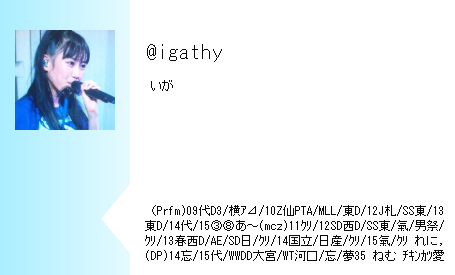 @igathy
いが
(Prfm)09代D3/横ｱ⊿/10Z仙PTA/MLL/東D/12J札/SS東/13
東D/14代/15③⑧あ～(mcz)11ｸﾘ/12SD西D/SS東/氣/男祭/
ｸﾘ/13春西D/AE/SD日/ｸﾘ/14国立/日産/ｸﾘ/15氣/ｸﾘ れに,
(DP)14忘/15代/WWDD大宮/WT河口/忘/夢35 ねむ ﾁｷﾝｶﾂ愛